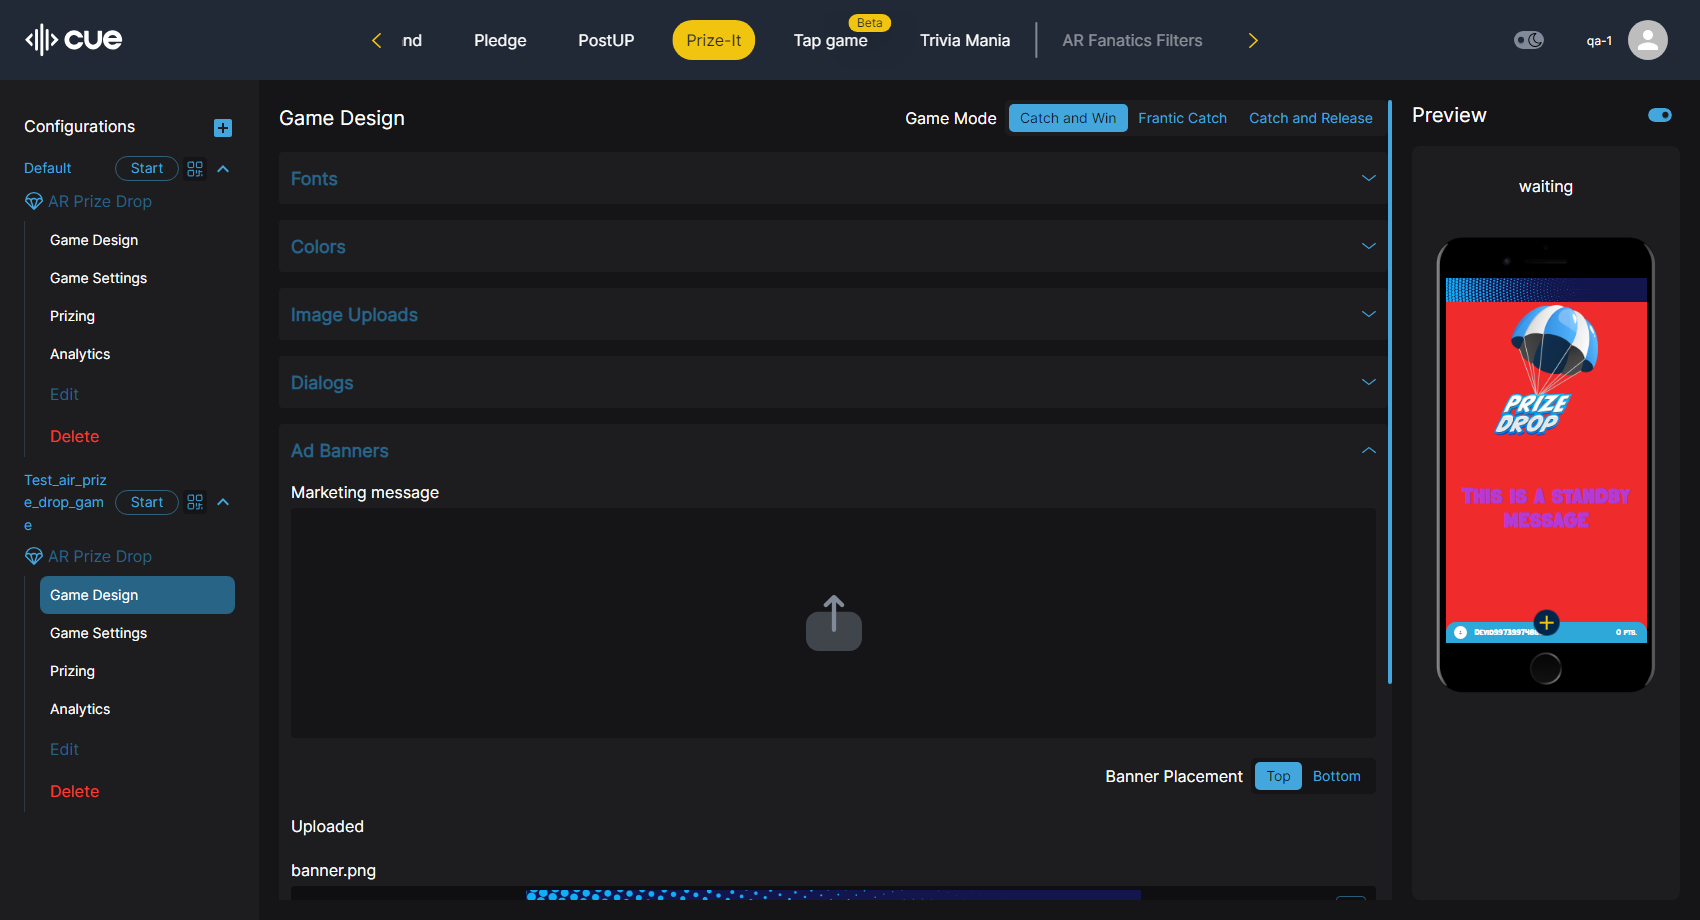 cue
nd
Pledge
PostUP
Prize-It
Beta
Tap game
Trivia Mania
AR Fanatics Filters
qa-1
Configurations
Default
Start
AR Prize Drop
Game Design
Game Settings
Prizing
Analytics
Edit
Delete
Test_air_priz
e_drop_gam
e
Start
AR Prize Drop
Game Design
Game Settings
Prizing
Analytics
Edit
Delete
Game Design
Game Mode
Catch and Win
Frantic Catch
Catch and Release
Fonts
Colors
Image Uploads
Dialogs
Ad Banners
Marketing message
Banner Placement
Top
Bottom
Uploaded
banner.png
Preview
waiting
PRIZE
DROP
THIS IS A STANDBY
MESSAGE
0 PTS.